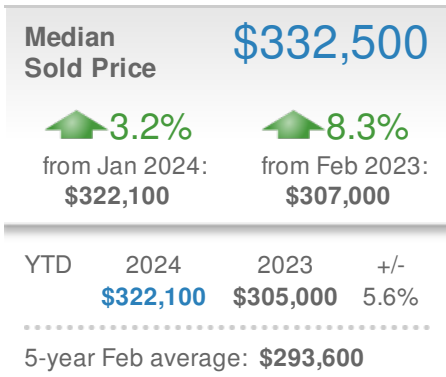 Median
Sold Price
$332,500
3.2%
from Jan 2024:
$322,100
8.3%
from Feb 2023:
$307,000
YTD 2024 2023 +/-
$322,100 $305,000 5.6%
5-year Feb average: $293,600